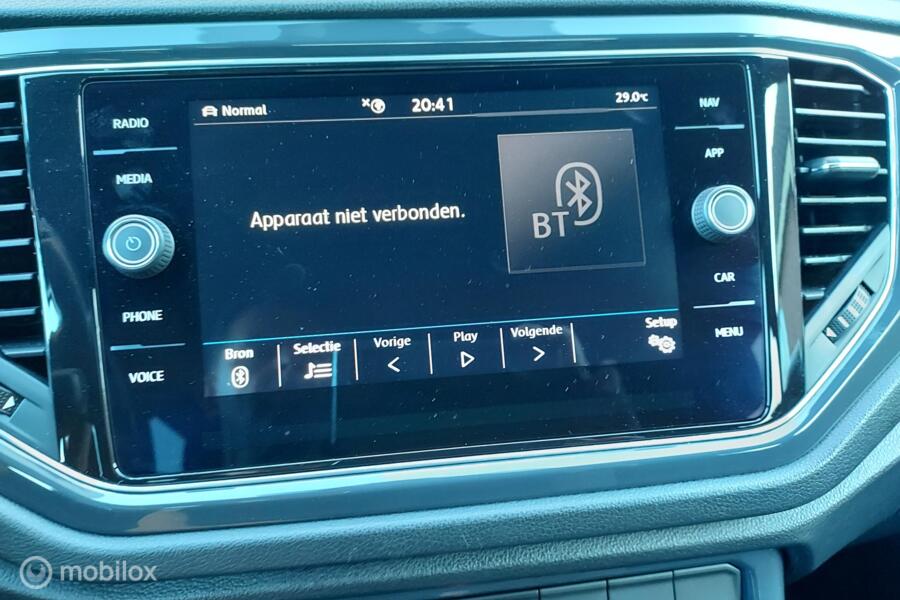 RADIO
MEDIA
PHONE
VOICE
Normal 20:41 29.0°C
Apparaat niet verbonden.
BT
Bron Selectie Vorige Play Volgende Setup
NAV
APP
CAR
MENU
mobilox